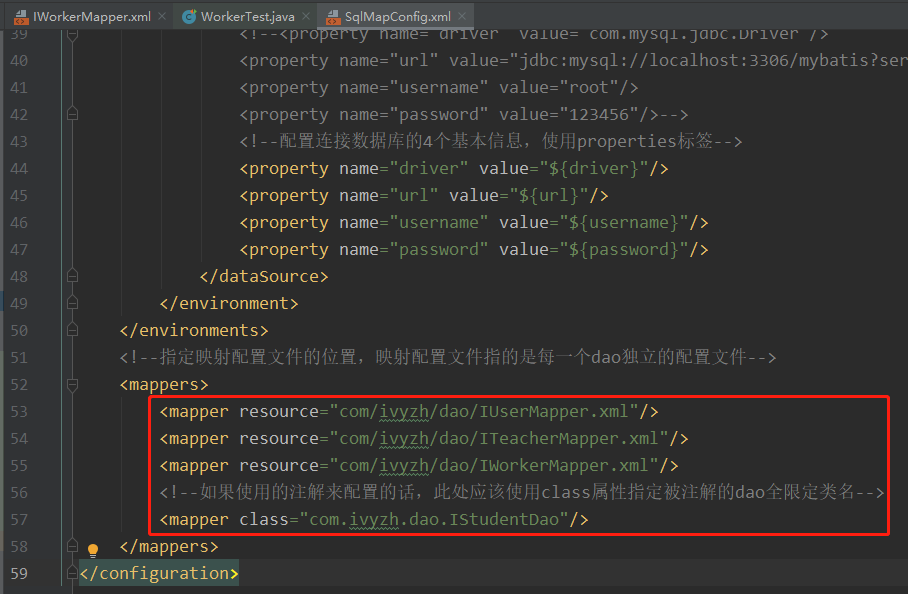 IWorkerMapper.xml × WorkerTest.java × SqlMapConfig.xml ×
39 <!--<property name="driver" value="com.mysql.jdbc.Driver"/>
40 <property name="url" value="jdbc:mysql://localhost:3306/mybatis?ser
41 <property name="username" value="root"/>
42 <property name="password" value="123456"/>-->
43 <!--配置连接数据库的4个基本信息，使用properties标签-->
44 <property name="driver" value="${driver}"/>
45 <property name="url" value="${url}"/>
46 <property name="username" value="${username}"/>
47 <property name="password" value="${password}"/>
48 </dataSource>
49 </environment>
50 </environments>
51 <!--指定映射配置文件的位置，映射配置文件指的是每一个dao独立的配置文件-->
52 <mappers>
53 <mapper resource="com/ivyzh/dao/IUserMapper.xml"/>
54 <mapper resource="com/ivyzh/dao/ITeacherMapper.xml"/>
55 <mapper resource="com/ivyzh/dao/IWorkerMapper.xml"/>
56 <!--如果使用的注解来配置的话，此处应该使用class属性指定被注解的dao全限定类名-->
57 <mapper class="com.ivyzh.dao.IStudentDao"/>
58 </mappers>
59 </configuration>